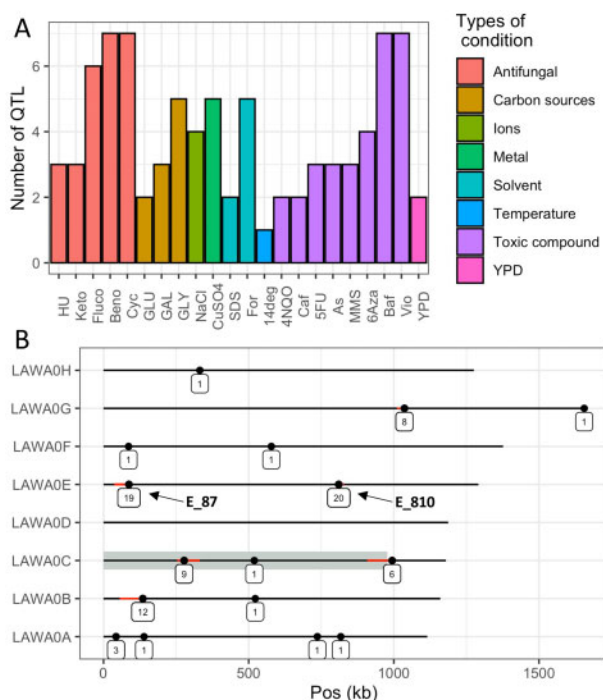 A
Types of
condition
Antifungal
Carbon sources
Ions
Metal
Solvent
Temperature
Toxic compound
YPD
Number of QTL
6
4
2
0
HU Keto Fluco Beno Cyc GLU GAL GLY NaCl CuSO4 SDS For 14deg 4NQO Caf 5FU As MMS 6Aza Baf Vio YPD
B
LAWA0H
1
LAWA0G
8 1
LAWA0F
1 1
LAWA0E
19 E_87 20 E_810
LAWA0D
LAWA0C
9 1 6
LAWA0B
12 1
LAWA0A
3 1 1 1
0 500 1000 1500
Pos (kb)